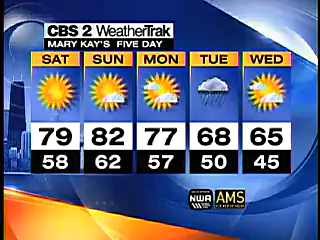 CBS 2 WEATHERTRAK
MARY KAY'S FIVE DAY
SAT SUN MON TUE WED
79 82 77 68 65
58 62 57 50 45
NWA AMS
CERTIFIED